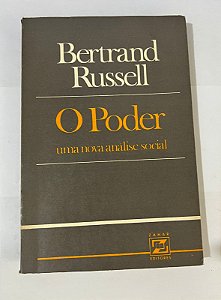 Bertrand
Russell
O Poder
uma nova análise social
ZAHAR
EDITORES